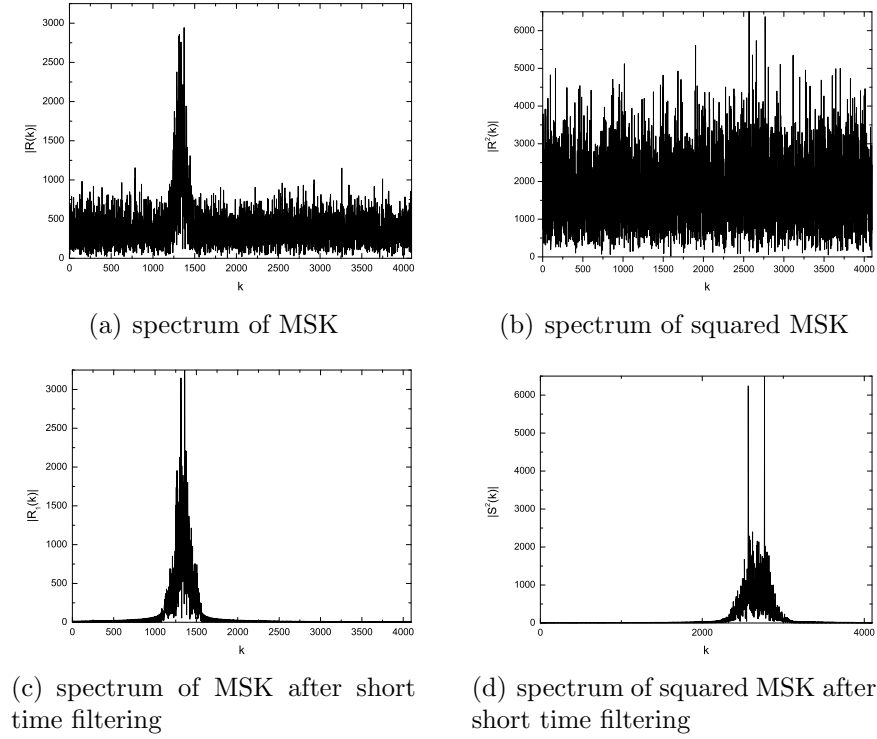 3000
2500
2000
1500
1000
500
0
|R(k)|
0 500 1000 1500 2000 2500 3000 3500 4000
k
(a) spectrum of MSK
6000
5000
4000
3000
2000
1000
0
|R²(k)|
0 500 1000 1500 2000 2500 3000 3500 4000
k
(b) spectrum of squared MSK
3000
2500
2000
1500
1000
500
0
|R₁(k)|
0 500 1000 1500 2000 2500 3000 3500 4000
k
(c) spectrum of MSK after short
time filtering
6000
5000
4000
3000
2000
1000
0
|S²(k)|
0 2000 4000
k
(d) spectrum of squared MSK after
short time filtering